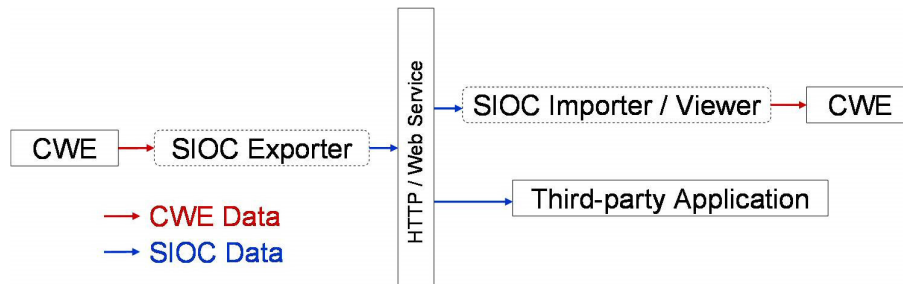 CWE
SIOC Exporter
HTTP / Web Service
SIOC Importer / Viewer
CWE
Third-party Application
CWE Data
SIOC Data